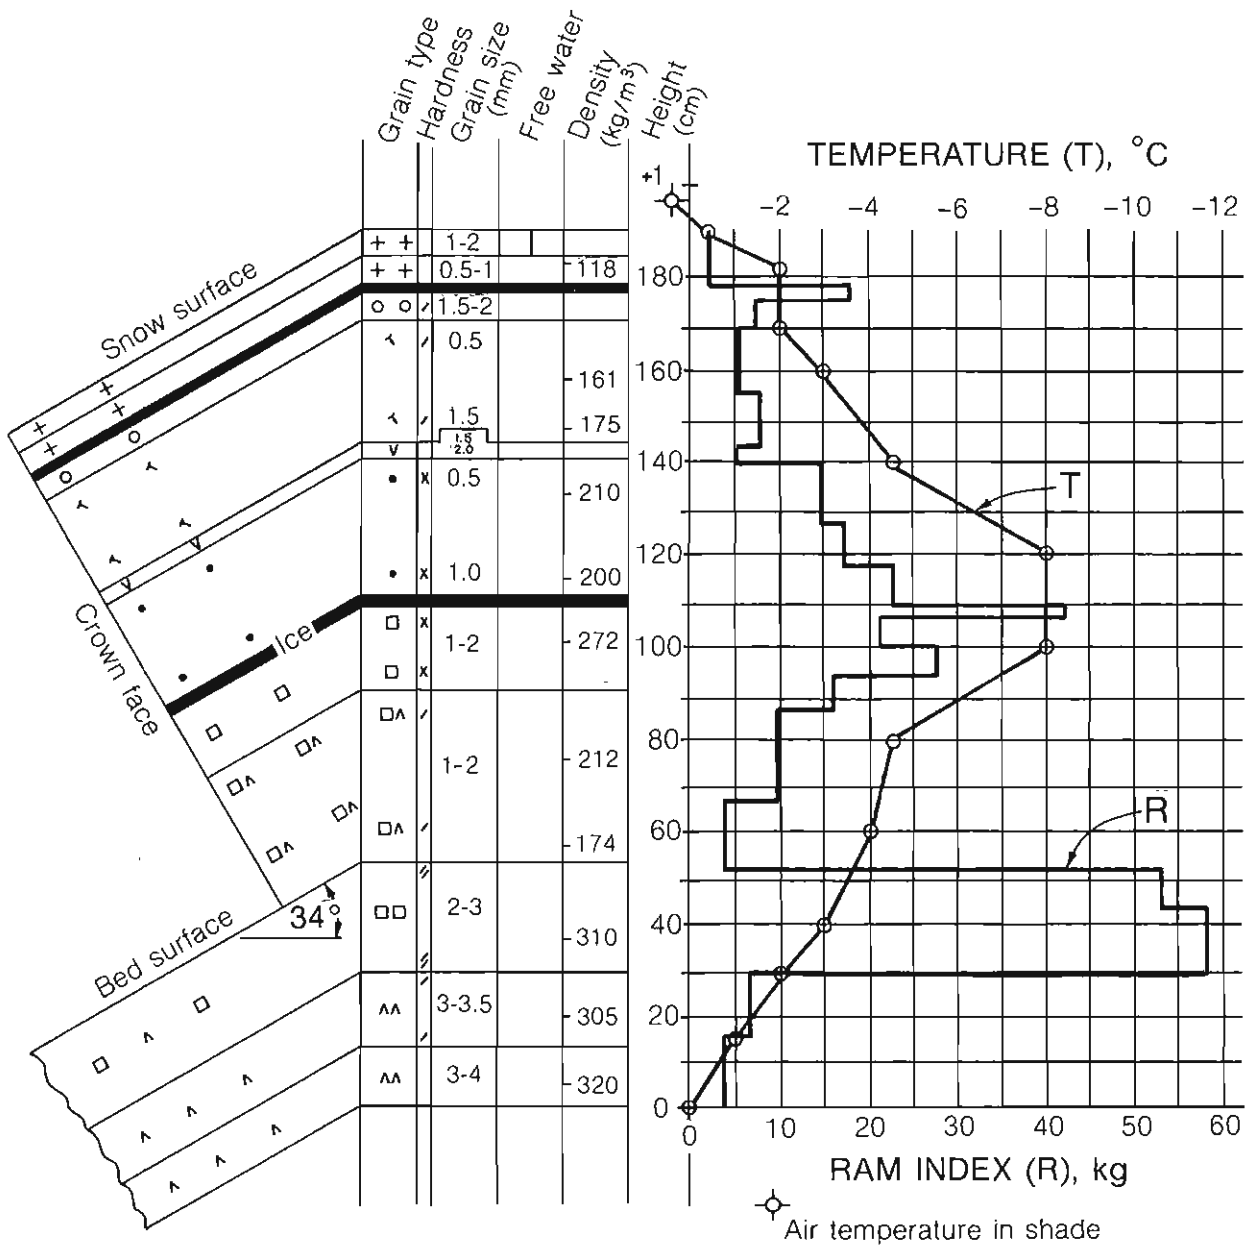 Grain type
Hardness
Grain size
(mm)
Free water
Density
(kg/m³)
Height
(cm)
TEMPERATURE (T), °C
+1
-2 -4 -6 -8 -10 -12
Snow surface
1-2
0.5-1
118
180
1.5-2
0.5
161
160
1.5
175
1.5
2.0
140
0.5
210
T
120
1.0
200
Crown face
Ice
1-2
272
100
1-2
212
80
R
174
60
2-3
34°
310
40
Bed surface
3-3.5
305
20
3-4
320
0
0 10 20 30 40 50 60
RAM INDEX (R), kg
Air temperature in shade